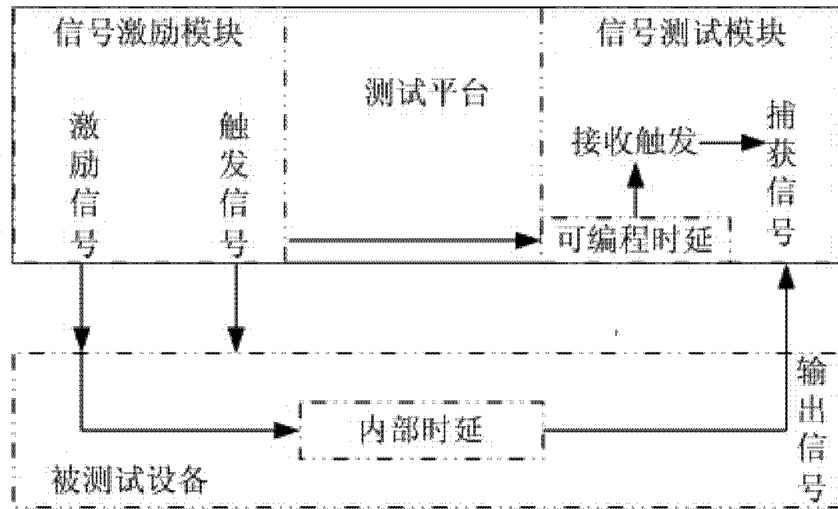 信号激励模块
测试平台
信号测试模块
激励信号
触发信号
接收触发
捕获信号
可编程时延
内部时延
输出信号
被测试设备